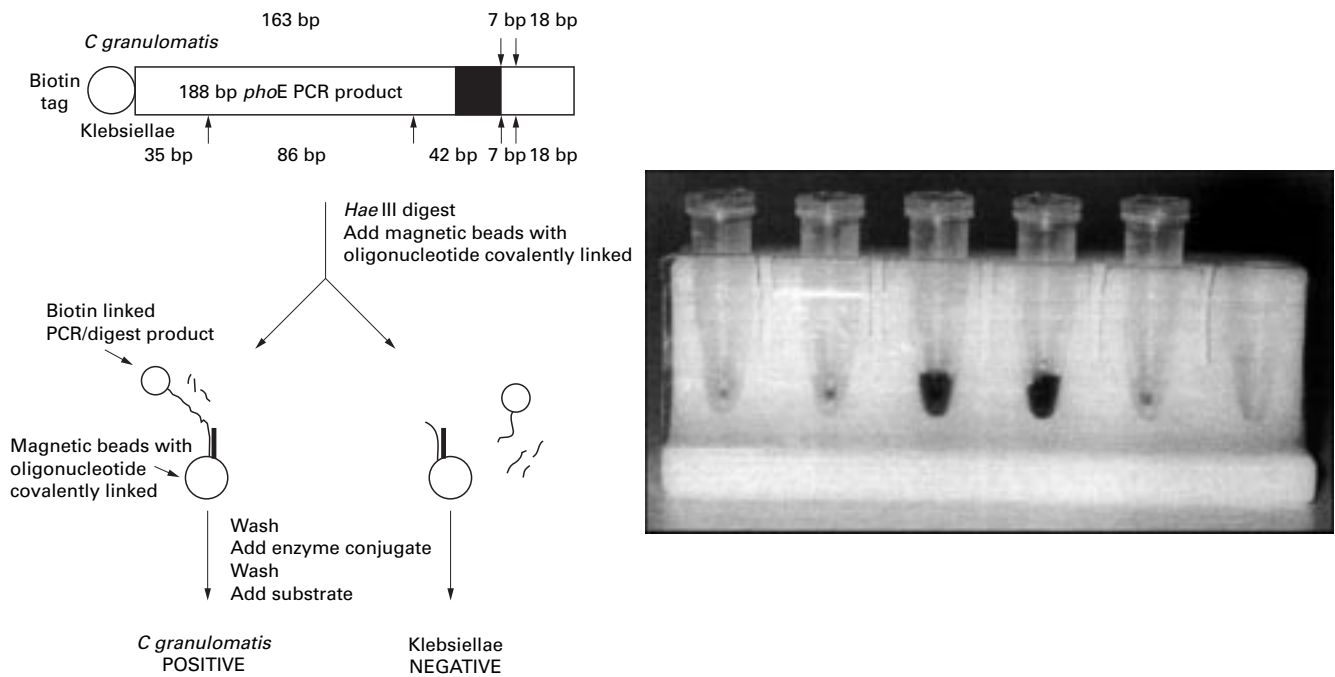 163 bp
7 bp 18 bp
C granulomatis
Biotin
tag
188 bp phoE PCR product
Klebsiellae
35 bp
86 bp
42 bp
7 bp 18 bp
Hae III digest
Add magnetic beads with
oligonucleotide covalently linked
Biotin linked
PCR/digest product
Magnetic beads with
oligonucleotide
covalently linked
Wash
Add enzyme conjugate
Wash
Add substrate
C granulomatis
POSITIVE
Klebsiellae
NEGATIVE